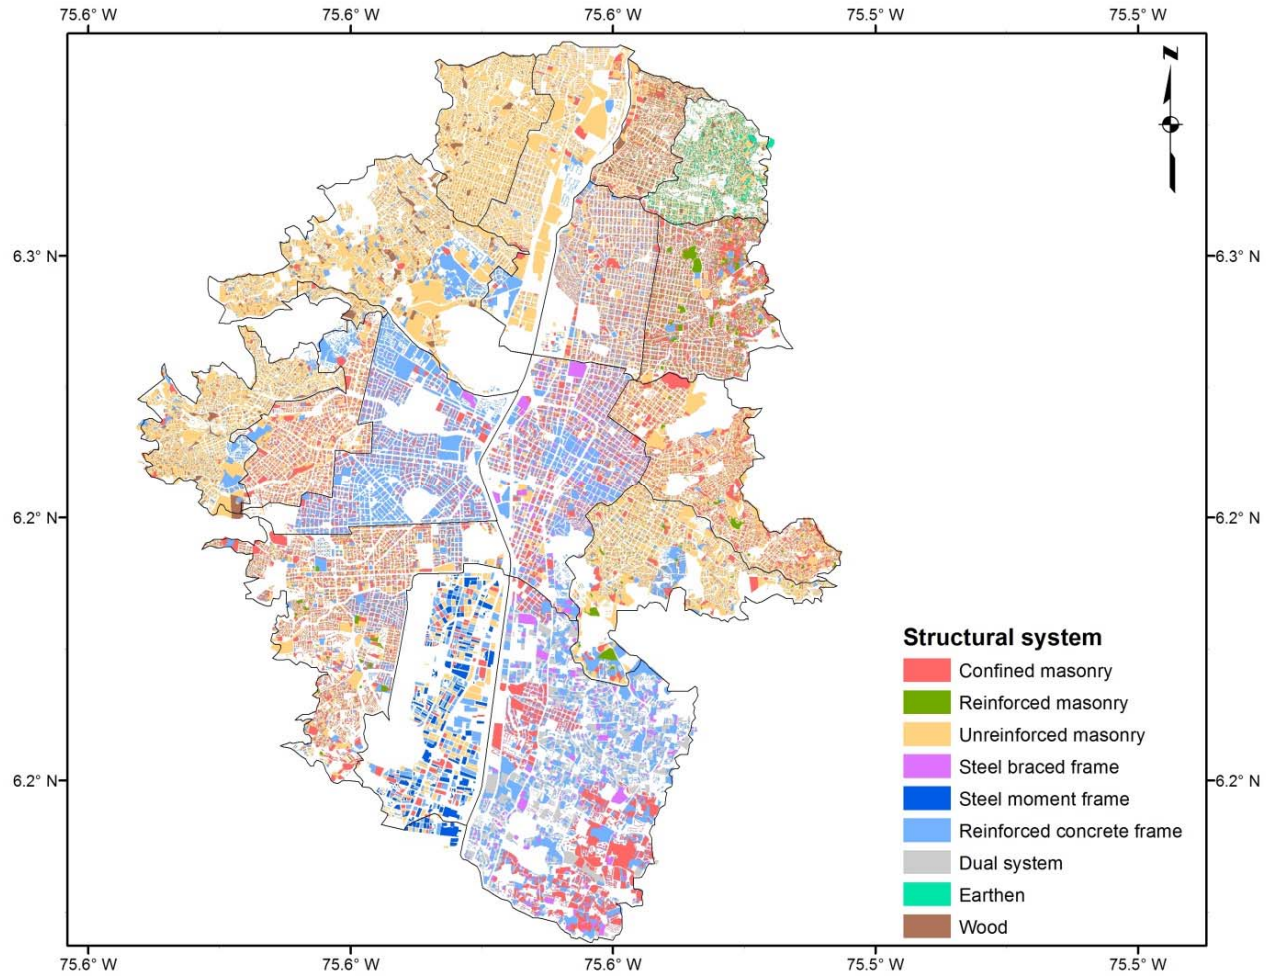 75.6° W 75.6° W 75.6° W 75.5° W 75.5° W
N
6.3° N 6.3° N
6.2° N 6.2° N
6.2° N 6.2° N
Structural system
Confined masonry
Reinforced masonry
Unreinforced masonry
Steel braced frame
Steel moment frame
Reinforced concrete frame
Dual system
Earthen
Wood
75.6° W 75.6° W 75.6° W 75.5° W 75.5° W